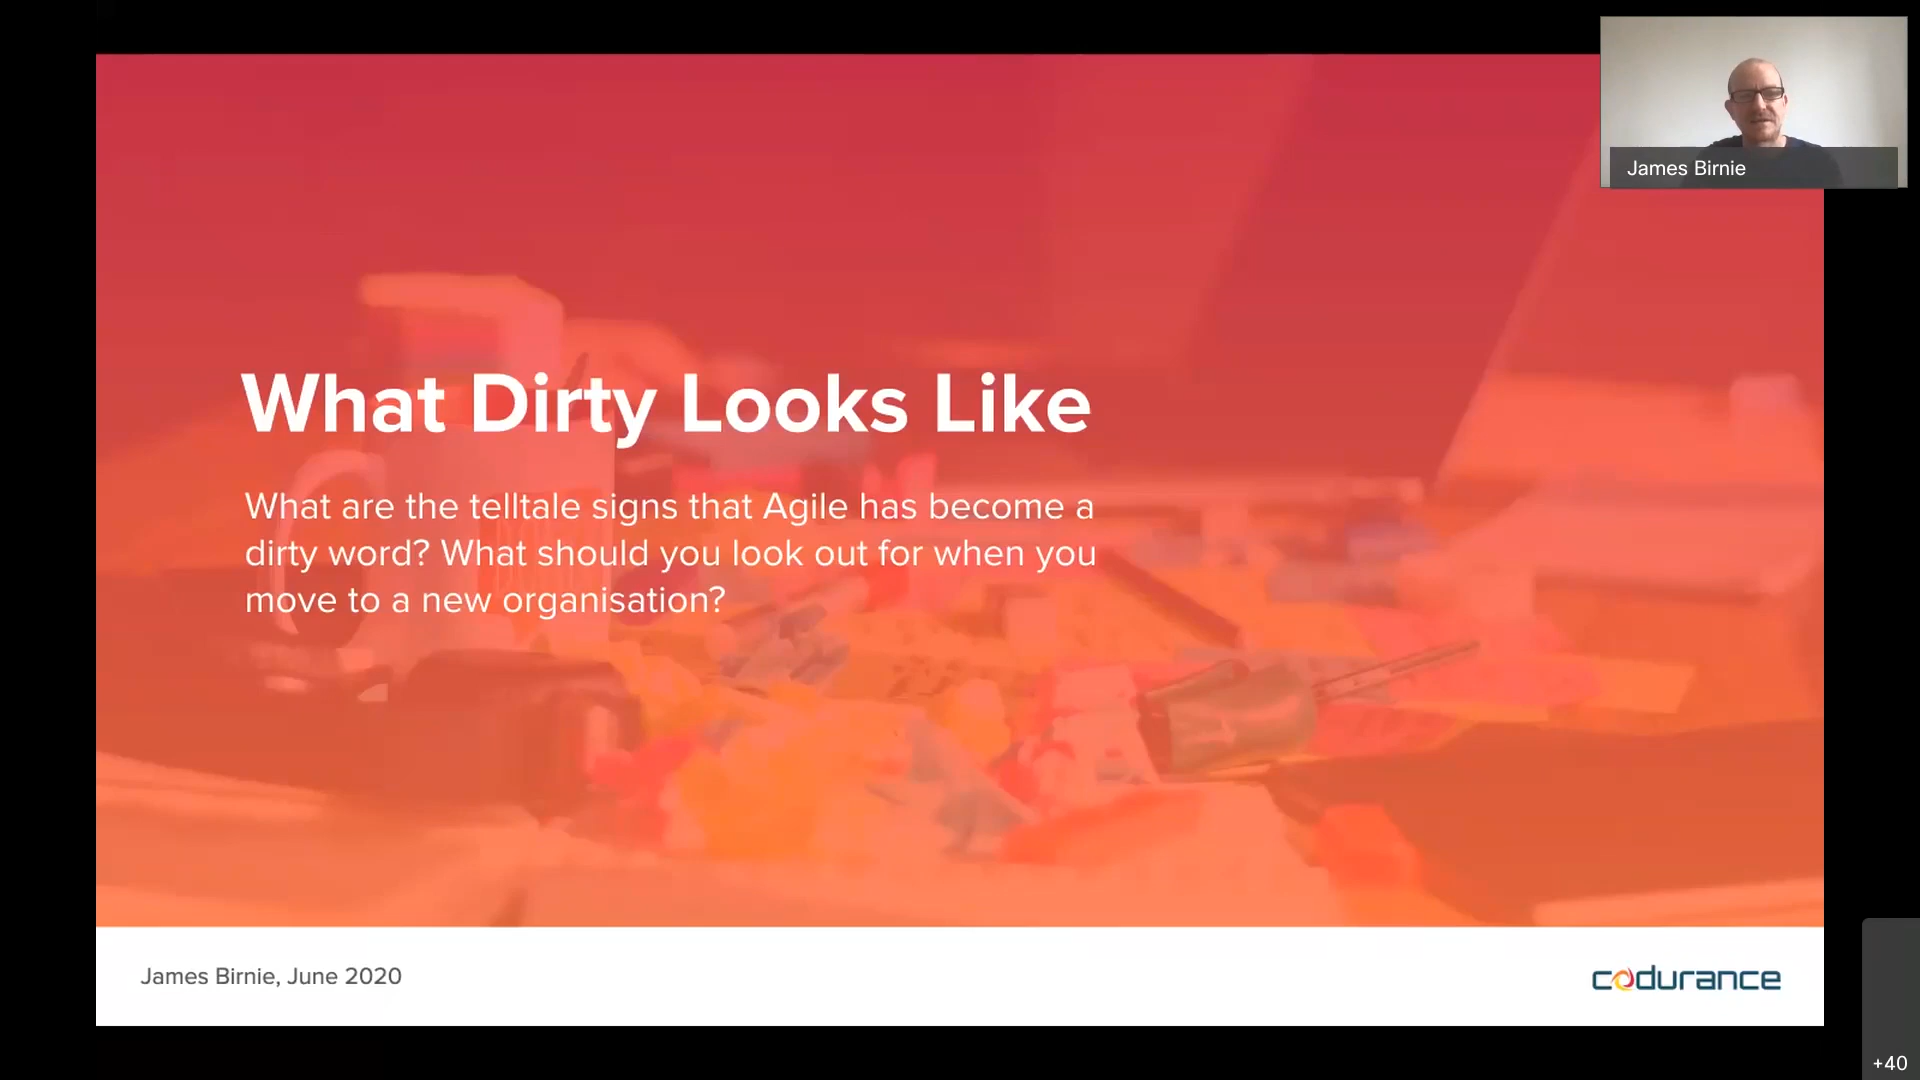 James Birnie
What Dirty Looks Like
What are the telltale signs that Agile has become a
dirty word? What should you look out for when you
move to a new organisation?
James Birnie, June 2020
codurance
+40